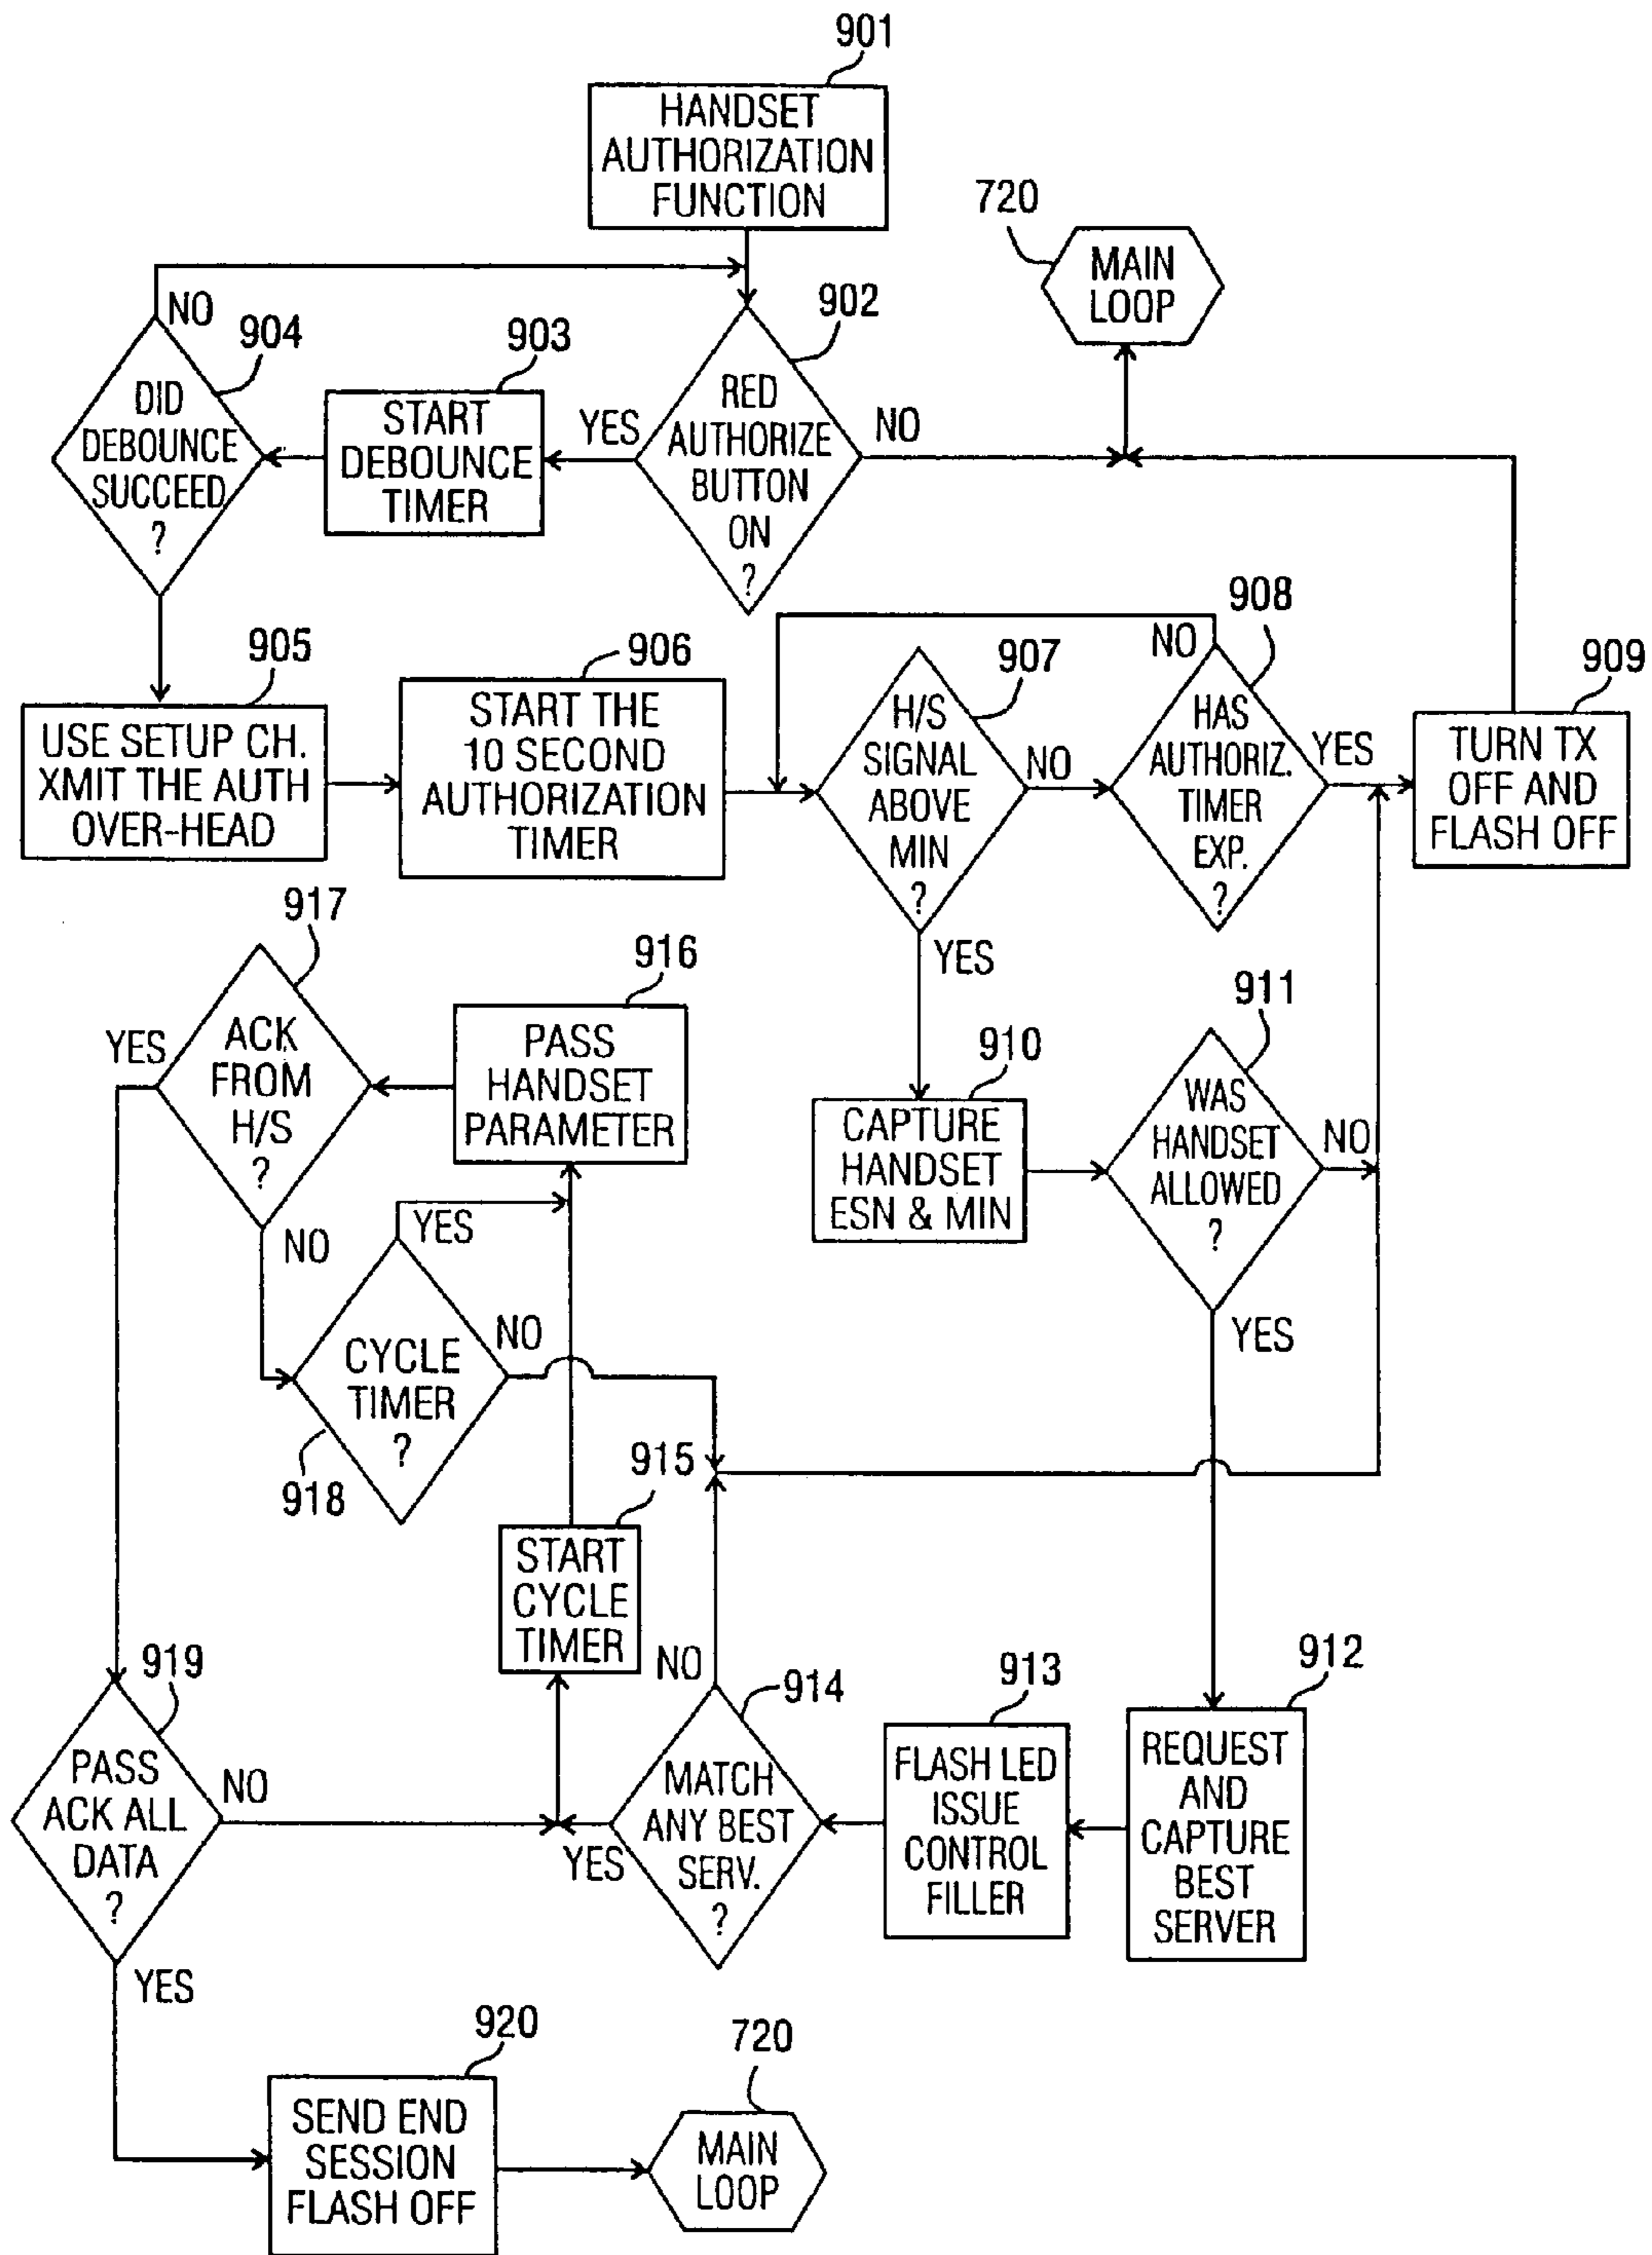 901
HANDSET
AUTHORIZATION
FUNCTION
720
MAIN
LOOP
NO
904
903
902
DID
DEBOUNCE
SUCCEED
?
START
DEBOUNCE
TIMER
YES
RED
AUTHORIZE
BUTTON
ON
?
NO
905
USE SETUP CH.
XMIT THE AUTH
OVER-HEAD
906
START THE
10 SECOND
AUTHORIZATION
TIMER
907
H/S
SIGNAL
ABOVE
MIN
?
NO
YES
908
NO
HAS
AUTHORIZ.
TIMER
EXP.
?
YES
909
TURN TX
OFF AND
FLASH OFF
917
YES
ACK
FROM
H/S
?
NO
916
PASS
HANDSET
PARAMETER
910
CAPTURE
HANDSET
ESN & MIN
911
WAS
HANDSET
ALLOWED
?
NO
YES
YES
CYCLE
TIMER
?
NO
918
915
START
CYCLE
TIMER
919
PASS
ACK ALL
DATA
?
NO
YES
NO
914
MATCH
ANY BEST
SERV.
?
YES
913
FLASH LED
ISSUE
CONTROL
FILLER
912
REQUEST
AND
CAPTURE
BEST
SERVER
920
SEND END
SESSION
FLASH OFF
720
MAIN
LOOP